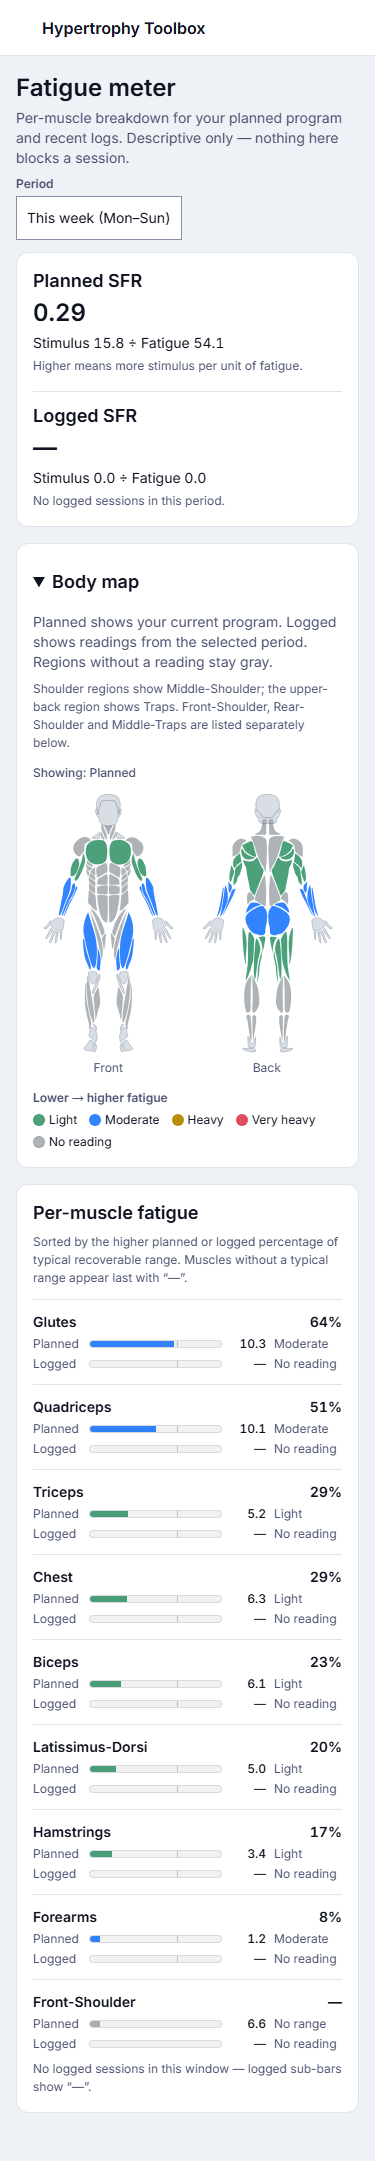 Hypertrophy Toolbox
Fatigue meter
Per-muscle breakdown for your planned program
and recent logs. Descriptive only — nothing here
blocks a session.
Period
This week (Mon–Sun)
Planned SFR
0.29
Stimulus 15.8 ÷ Fatigue 54.1
Higher means more stimulus per unit of fatigue.
Logged SFR
—
Stimulus 0.0 ÷ Fatigue 0.0
No logged sessions in this period.
▼ Body map
Planned shows your current program. Logged
shows readings from the selected period.
Regions without a reading stay gray.
Shoulder regions show Middle-Shoulder; the upper-
back region shows Traps. Front-Shoulder, Rear-
Shoulder and Middle-Traps are listed separately
below.
Showing: Planned
Front Back
Lower → higher fatigue
Light Moderate Heavy Very heavy
No reading
Per-muscle fatigue
Sorted by the higher planned or logged percentage of
typical recoverable range. Muscles without a typical
range appear last with “—”.
Glutes 64%
Planned 10.3 Moderate
Logged — No reading
Quadriceps 51%
Planned 10.1 Moderate
Logged — No reading
Triceps 29%
Planned 5.2 Light
Logged — No reading
Chest 29%
Planned 6.3 Light
Logged — No reading
Biceps 23%
Planned 6.1 Light
Logged — No reading
Latissimus-Dorsi 20%
Planned 5.0 Light
Logged — No reading
Hamstrings 17%
Planned 3.4 Light
Logged — No reading
Forearms 8%
Planned 1.2 Moderate
Logged — No reading
Front-Shoulder —
Planned 6.6 No range
Logged — No reading
No logged sessions in this window — logged sub-bars
show “—”.